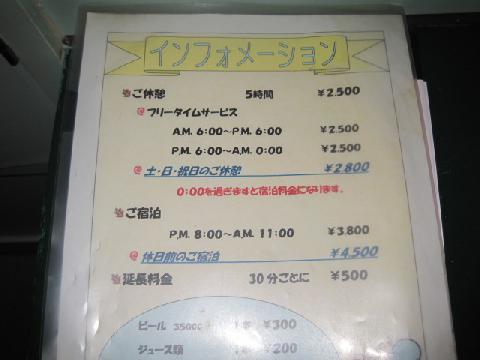 インフォメーション
ご休憩 5時間 ¥2.500
@フリータイムサービス
A.M. 6:00~P.M. 6:00 ¥2.500
P.M. 6:00~A.M. 0:00 ¥2.500
@土・日・祝日のご休憩 ¥2.800
0:00を過ぎますと宿泊料金になります。
ご宿泊
P.M. 8:00~A.M. 11:00 ¥3.800
@休日前のご宿泊 ¥4.500
延長料金 30分ごとに ¥500
ビール 350cc 1本 ¥300
ジュース類 1本 ¥200